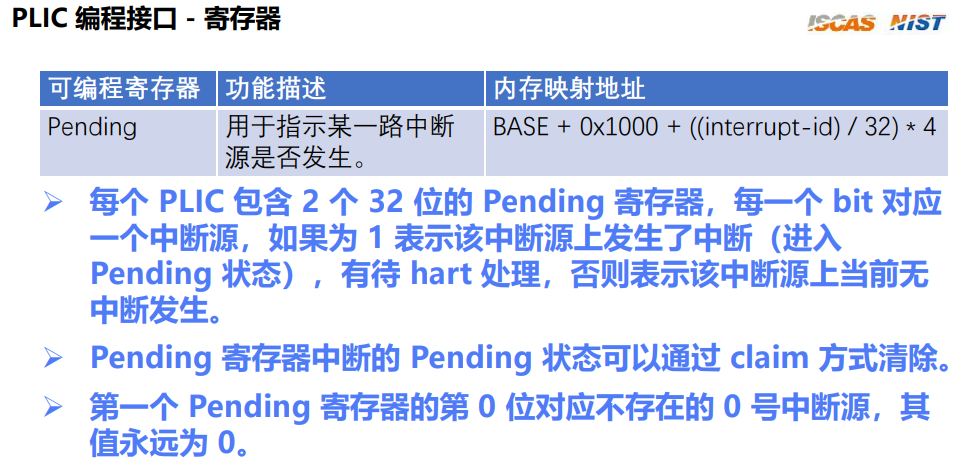 PLIC 编程接口 - 寄存器
ISCAS NIST
可编程寄存器 功能描述 内存映射地址
Pending 用于指示某一路中断 BASE + 0x1000 + ((interrupt-id) / 32) * 4
源是否发生。
➢ 每个 PLIC 包含 2 个 32 位的 Pending 寄存器，每一个 bit 对应
一个中断源，如果为 1 表示该中断源上发生了中断（进入
Pending 状态），有待 hart 处理，否则表示该中断源上当前无
中断发生。
➢ Pending 寄存器中断的 Pending 状态可以通过 claim 方式清除。
➢ 第一个 Pending 寄存器的第 0 位对应不存在的 0 号中断源，其
值永远为 0。